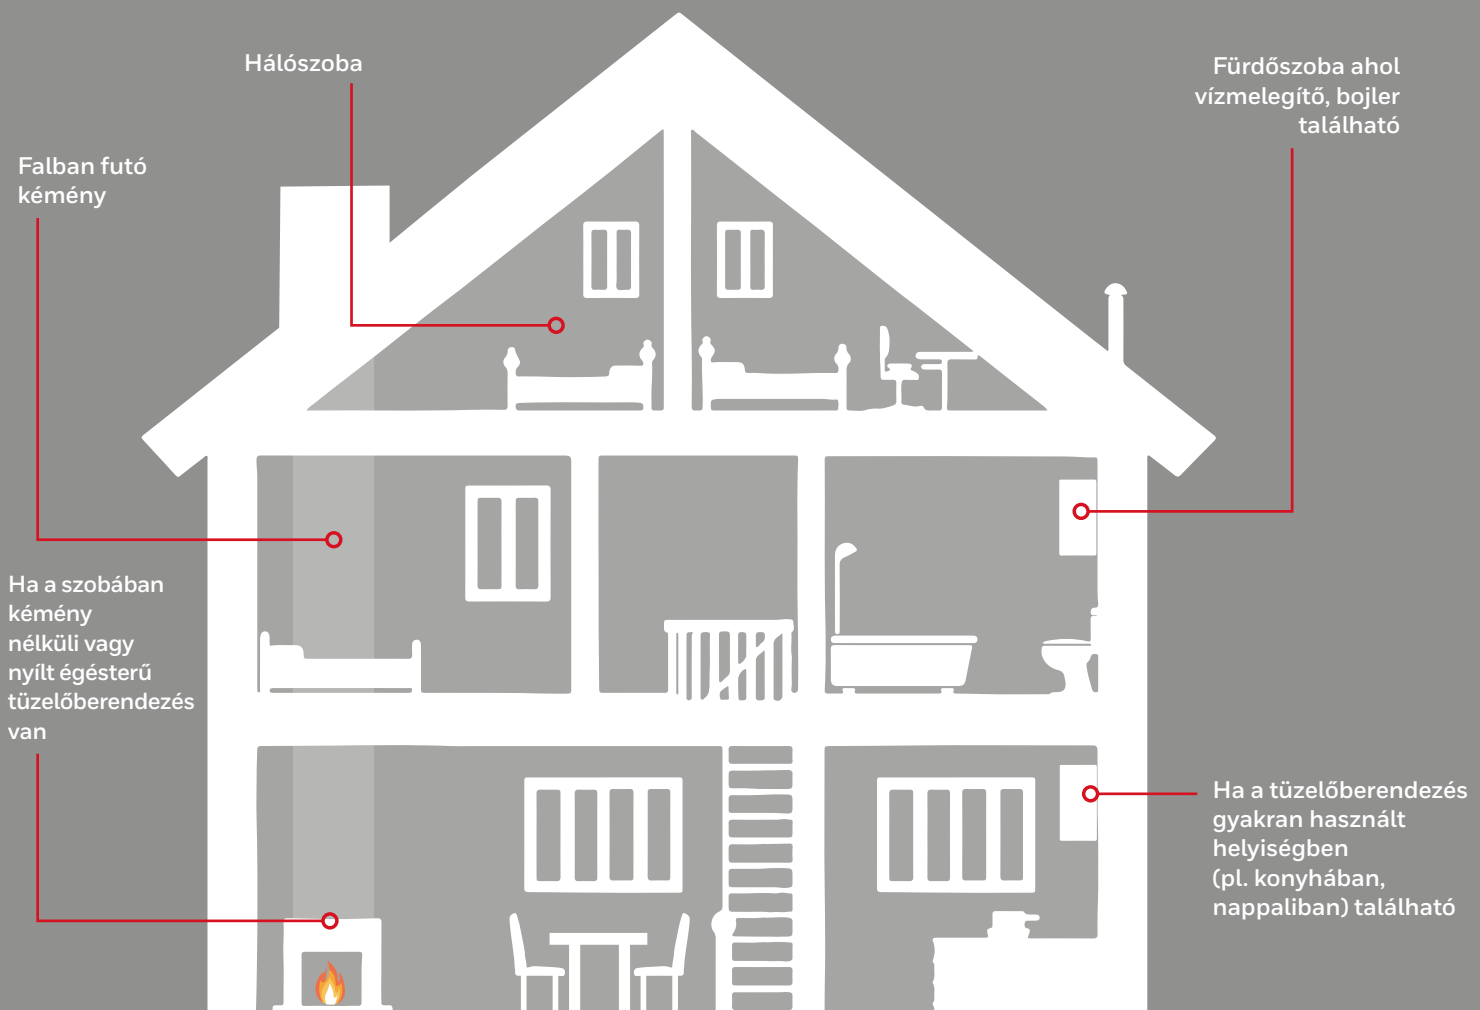 Hálószoba
Fürdőszoba ahol
vízmelegítő, bojler
található
Falban futó
kémény
Ha a szobában
kémény
nélküli vagy
nyílt égésterű
tüzelőberendezés
van
Ha a tüzelőberendezés
gyakran használt
helyiségben
(pl. konyhában,
nappaliban) található